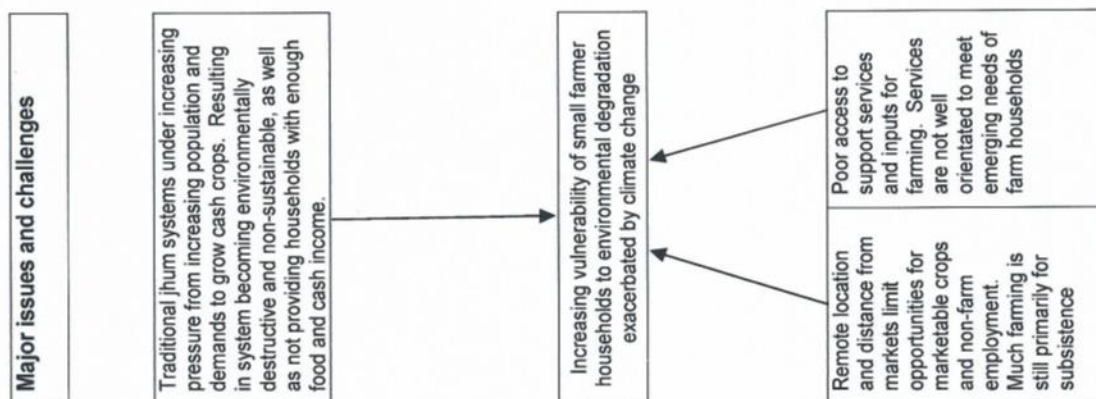 Major issues and challenges
Traditional jhum systems under increasing
pressure from increasing population and
demands to grow cash crops. Resulting
in system becoming environmentally
destructive and non-sustainable, as well
as not providing households with enough
food and cash income.
Increasing vulnerability of small farmer
households to environmental degradation
exacerbated by climate change
Remote location
and distance from
markets limit
opportunities for
marketable crops
and non-farm
employment.
Much farming is
still primarily for
subsistence
Poor access to
support services
and inputs for
farming. Services
are not well
orientated to meet
emerging needs of
farm households